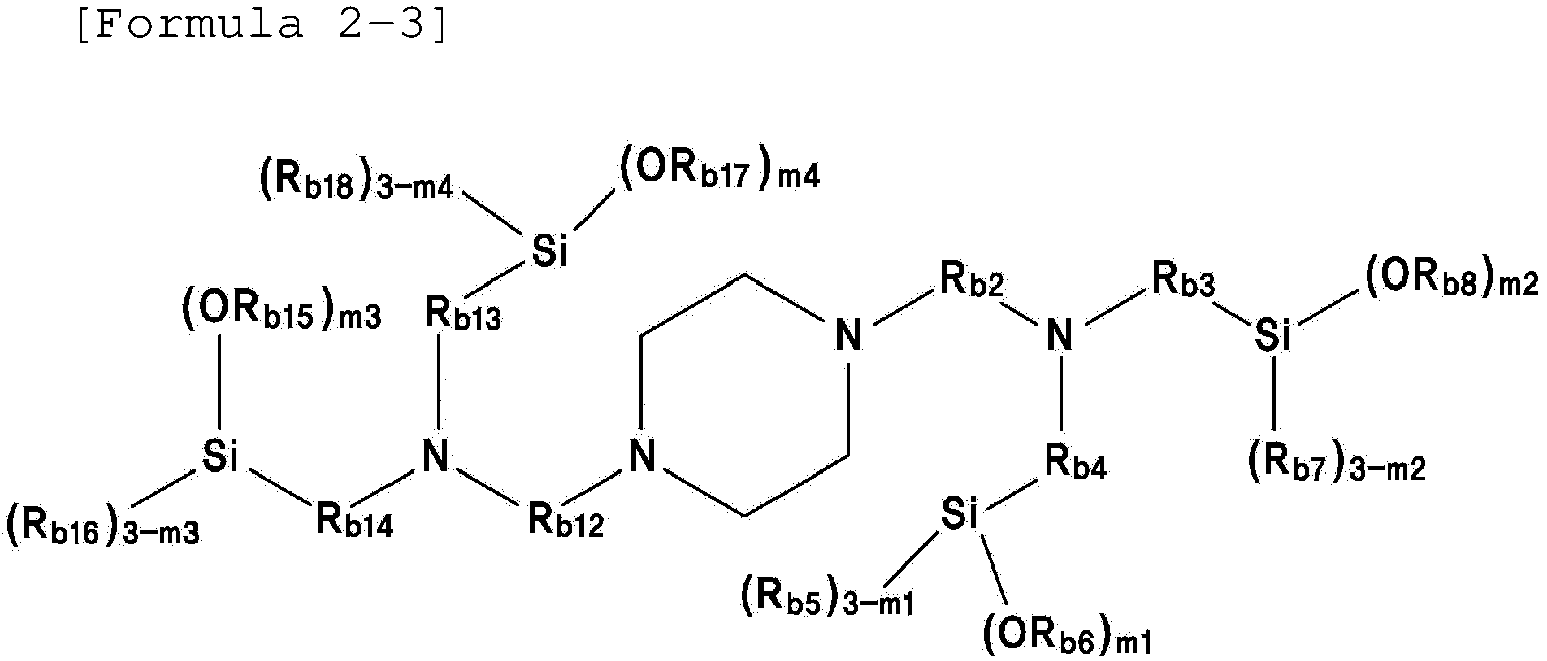 [Formula 2-3]
(Rb18)3-m4
(ORb17)m4
Si
Rb2
Rb3
(ORb8)m2
(ORb15)m3
Rb13
N
N
Si
Si
N
N
Rb4
(Rb7)3-m2
(Rb16)3-m3
Rb14
Rb12
Si
(Rb5)3-m1
(ORb6)m1